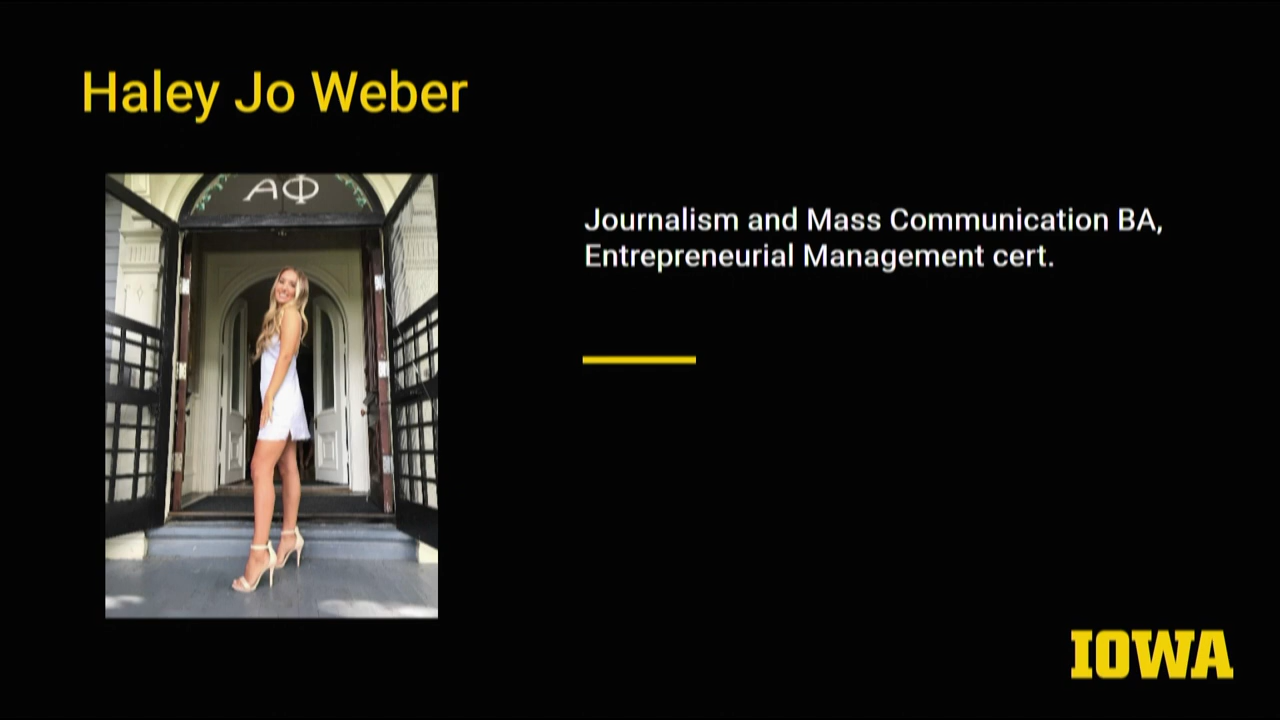 Haley Jo Weber
ΑΦ
Journalism and Mass Communication BA,
Entrepreneurial Management cert.
IOWA